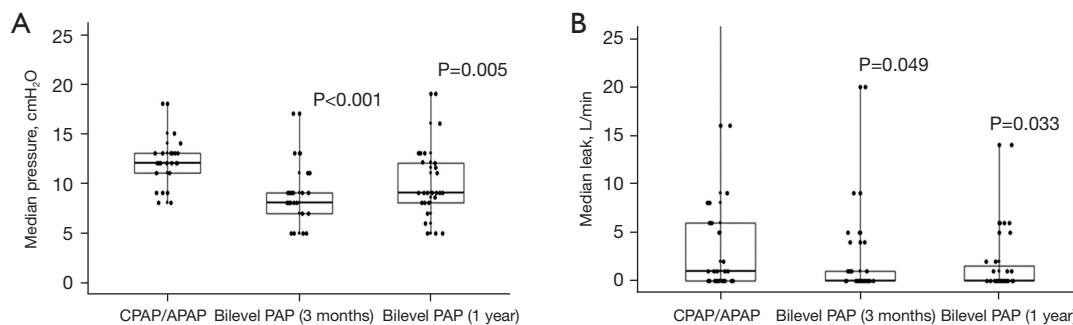 A
Median pressure, cmH₂O
25
20
15
10
5
0
P<0.001
P=0.005
CPAP/APAP Bilevel PAP (3 months) Bilevel PAP (1 year)
B
Median leak, L/min
25
20
15
10
5
0
P=0.049
P=0.033
CPAP/APAP Bilevel PAP (3 months) Bilevel PAP (1 year)